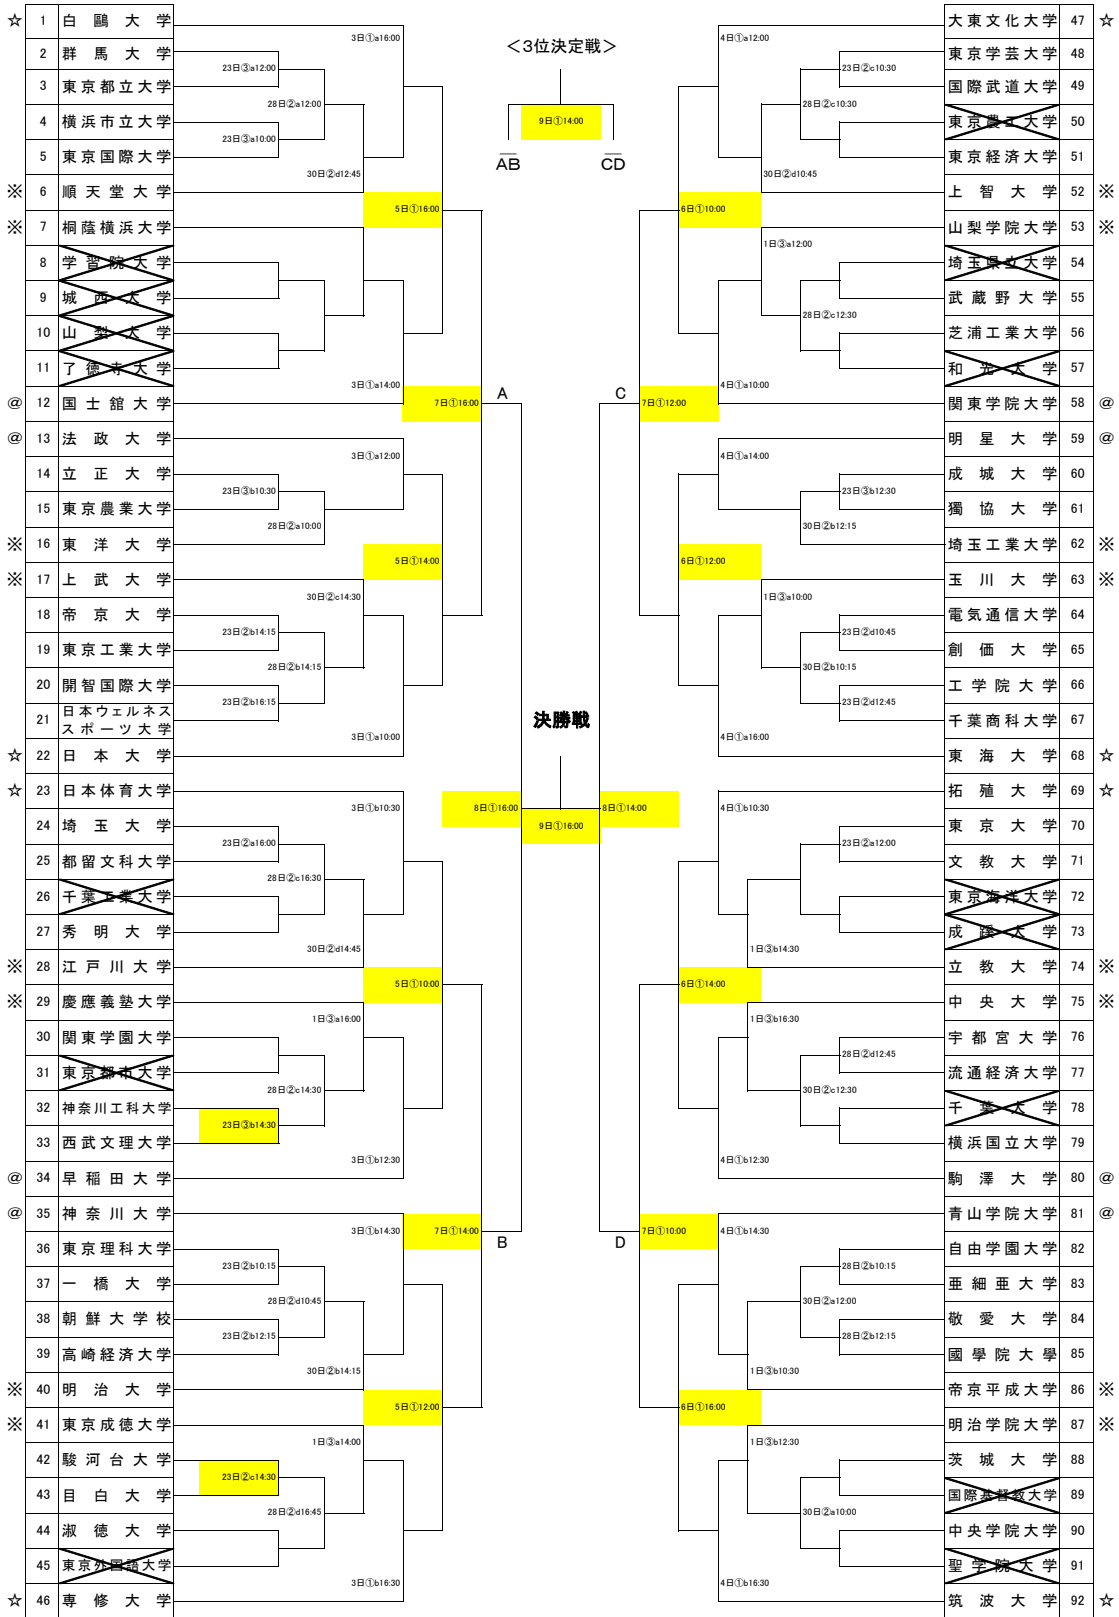 ☆ 1 白鷗大学
2 群馬大学
3 東京都立大学
4 横浜市立大学
5 東京国際大学
※ 6 順天堂大学
※ 7 桐蔭横浜大学
8 学習院大学
9 城西大学
10 山梨大学
11 了徳寺大学
@ 12 国士舘大学
@ 13 法政大学
14 立正大学
15 東京農業大学
※ 16 東洋大学
※ 17 上武大学
18 帝京大学
19 東京工業大学
20 開智国際大学
21 日本ウェルネス
スポーツ大学
☆ 22 日本大学
☆ 23 日本体育大学
24 埼玉大学
25 都留文科大学
26 千葉工業大学
27 秀明大学
※ 28 江戸川大学
※ 29 慶應義塾大学
30 関東学園大学
31 東京都市大学
32 神奈川工科大学
33 西武文理大学
@ 34 早稲田大学
@ 35 神奈川大学
36 東京理科大学
37 一橋大学
38 朝鮮大学校
39 高崎経済大学
※ 40 明治大学
※ 41 東京成徳大学
42 駿河台大学
43 目白大学
44 淑徳大学
45 東京外国語大学
☆ 46 専修大学
3日①a16:00
23日③a12:00
28日②a12:00
23日③a10:00
30日②d12:45
5日①16:00
3日①a14:00
7日①16:00
A
3日①a12:00
23日③b10:30
28日②a10:00
5日①14:00
30日②c14:30
23日②b14:15
28日②b14:15
23日②b16:15
3日①a10:00
3日①b10:30
8日①16:00
23日②a16:00
28日②c16:30
30日②d14:45
5日①10:00
1日③a16:00
28日②c14:30
23日③b14:30
3日①b12:30
3日①b14:30
7日①14:00
B
23日②b10:15
28日②d10:45
23日②b12:15
30日②b14:15
5日①12:00
1日③a14:00
23日②c14:30
28日②d16:45
3日①b16:30
<3位決定戦>
9日①14:00
AB
CD
決勝戦
9日①16:00
4日①a12:00
23日②c10:30
28日②c10:30
30日②d10:45
6日①10:00
1日③a12:00
28日②c12:30
4日①a10:00
C
7日①12:00
4日①a14:00
23日③b12:30
30日②b12:15
6日①12:00
1日③a10:00
23日②d10:45
30日②b10:15
23日②d12:45
4日①a16:00
8日①14:00
4日①b10:30
23日②a12:00
1日③b14:30
6日①14:00
1日③b16:30
28日②d12:45
30日②c12:30
4日①b12:30
D
7日①10:00
4日①b14:30
28日②b10:15
30日②a12:00
28日②b12:15
1日③b10:30
6日①16:00
1日③b12:30
30日②a10:00
4日①b16:30
大東文化大学 47 ☆
東京学芸大学 48
国際武道大学 49
東京農工大学 50
東京経済大学 51
上智大学 52 ※
山梨学院大学 53 ※
埼玉県立大学 54
武蔵野大学 55
芝浦工業大学 56
和光大学 57
関東学院大学 58 @
明星大学 59 @
成城大学 60
獨協大学 61
埼玉工業大学 62 ※
玉川大学 63 ※
電気通信大学 64
創価大学 65
工学院大学 66
千葉商科大学 67
東海大学 68 ☆
拓殖大学 69 ☆
東京大学 70
文教大学 71
東京海洋大学 72
成蹊大学 73
立教大学 74 ※
中央大学 75 ※
宇都宮大学 76
流通経済大学 77
千葉大学 78
横浜国立大学 79
駒澤大学 80 @
青山学院大学 81 @
自由学園大学 82
亜細亜大学 83
敬愛大学 84
國學院大學 85
帝京平成大学 86 ※
明治学院大学 87 ※
茨城大学 88
国際基督教大学 89
中央学院大学 90
聖学院大学 91
筑波大学 92 ☆